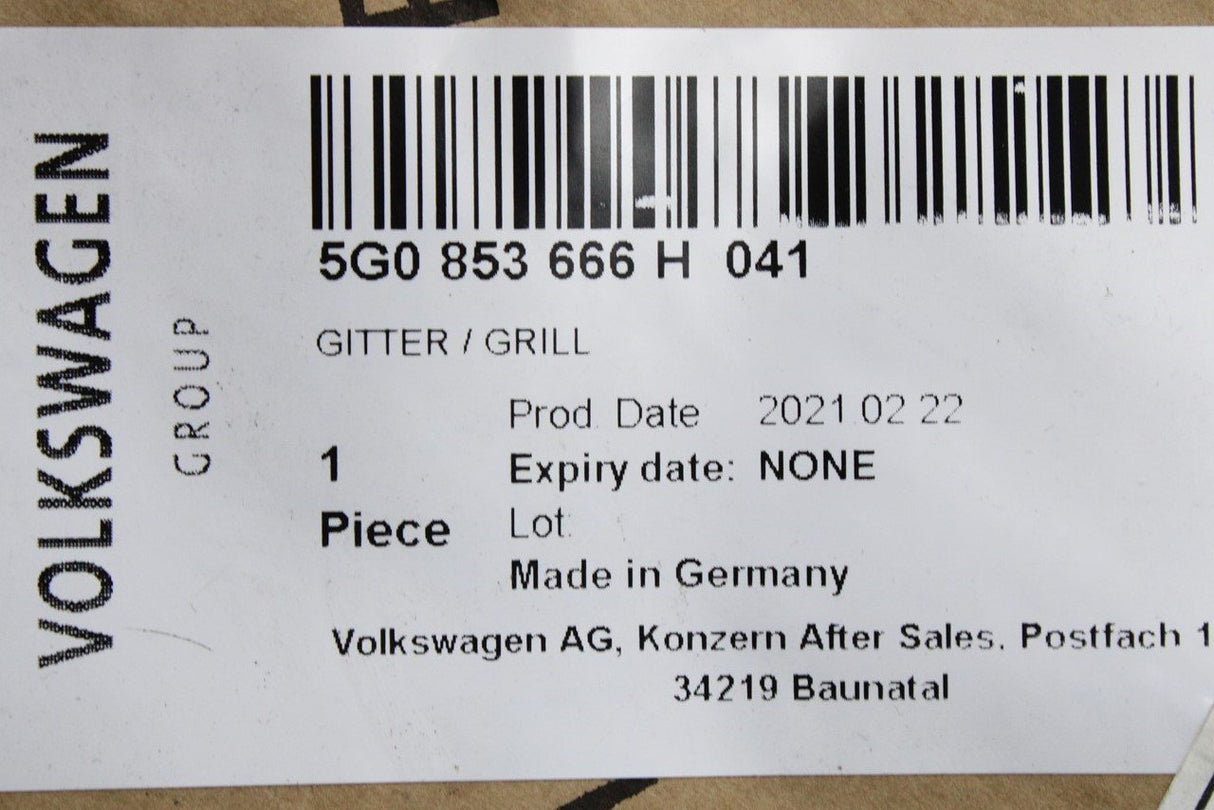 VOLKSWAGEN
GROUP
5G0 853 666 H 041
GITTER / GRILL
Prod. Date 2021.02.22
1 Expiry date: NONE
Piece Lot:
Made in Germany
Volkswagen AG, Konzern After Sales. Postfach 1
34219 Baunatal